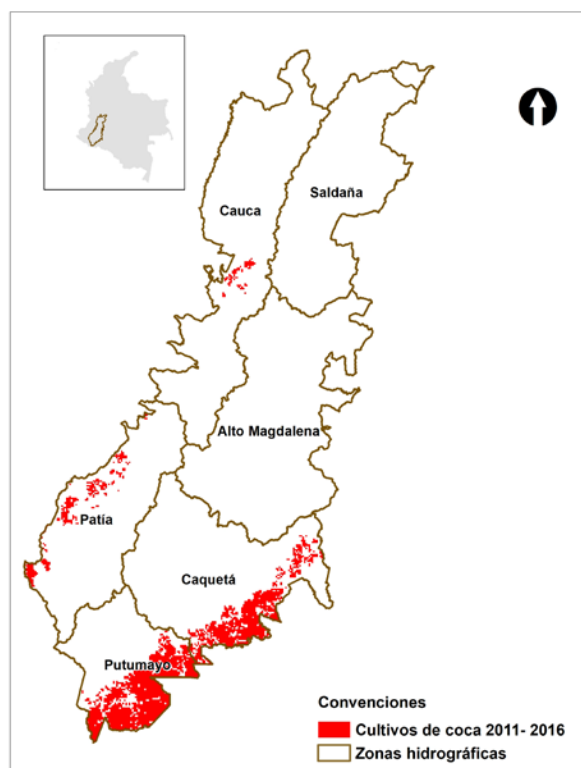 Cauca
Saldaña
Alto Magdalena
Patía
Caquetá
Putumayo
Convenciones
Cultivos de coca 2011- 2016
Zonas hidrográficas